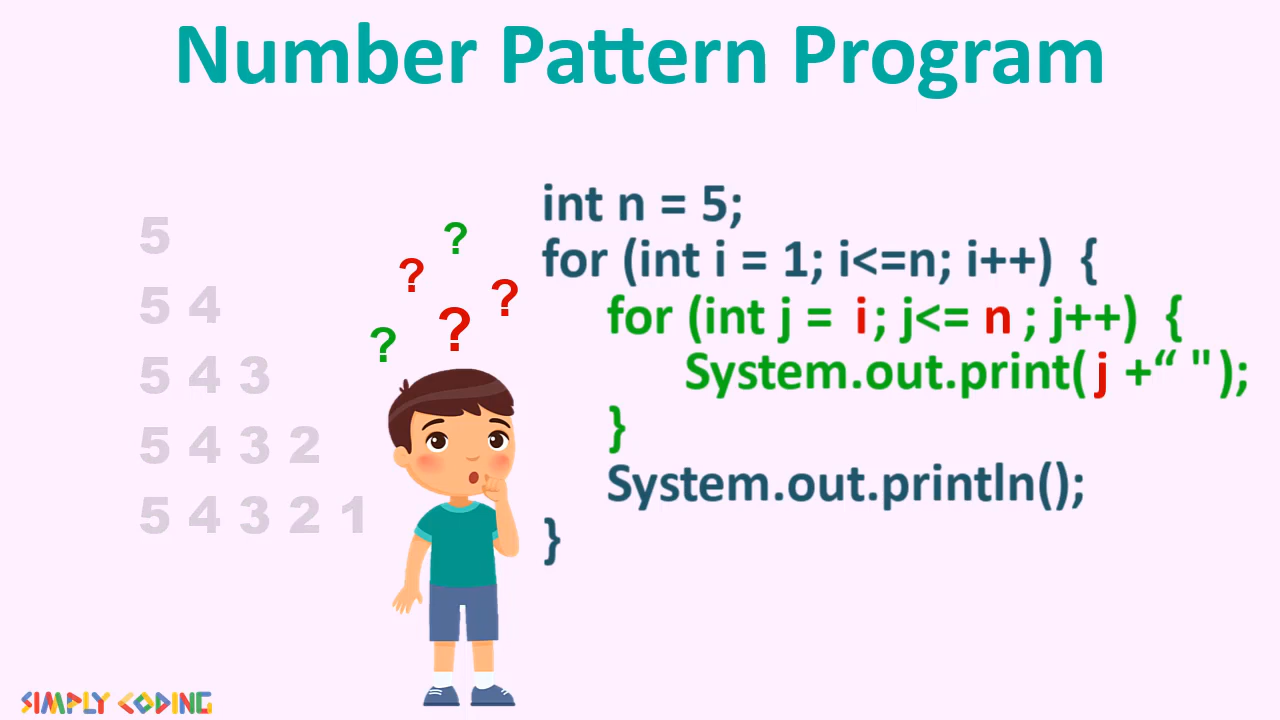 Number Pattern Program
5
5 4
5 4 3
5 4 3 2
5 4 3 2 1
?
?
?
?
?
int n = 5;
for (int i = 1; i<=n; i++) {
for (int j = i; j<= n ; j++) {
System.out.print( j +“ " );
}
System.out.println();
}
SIMPLY CODING